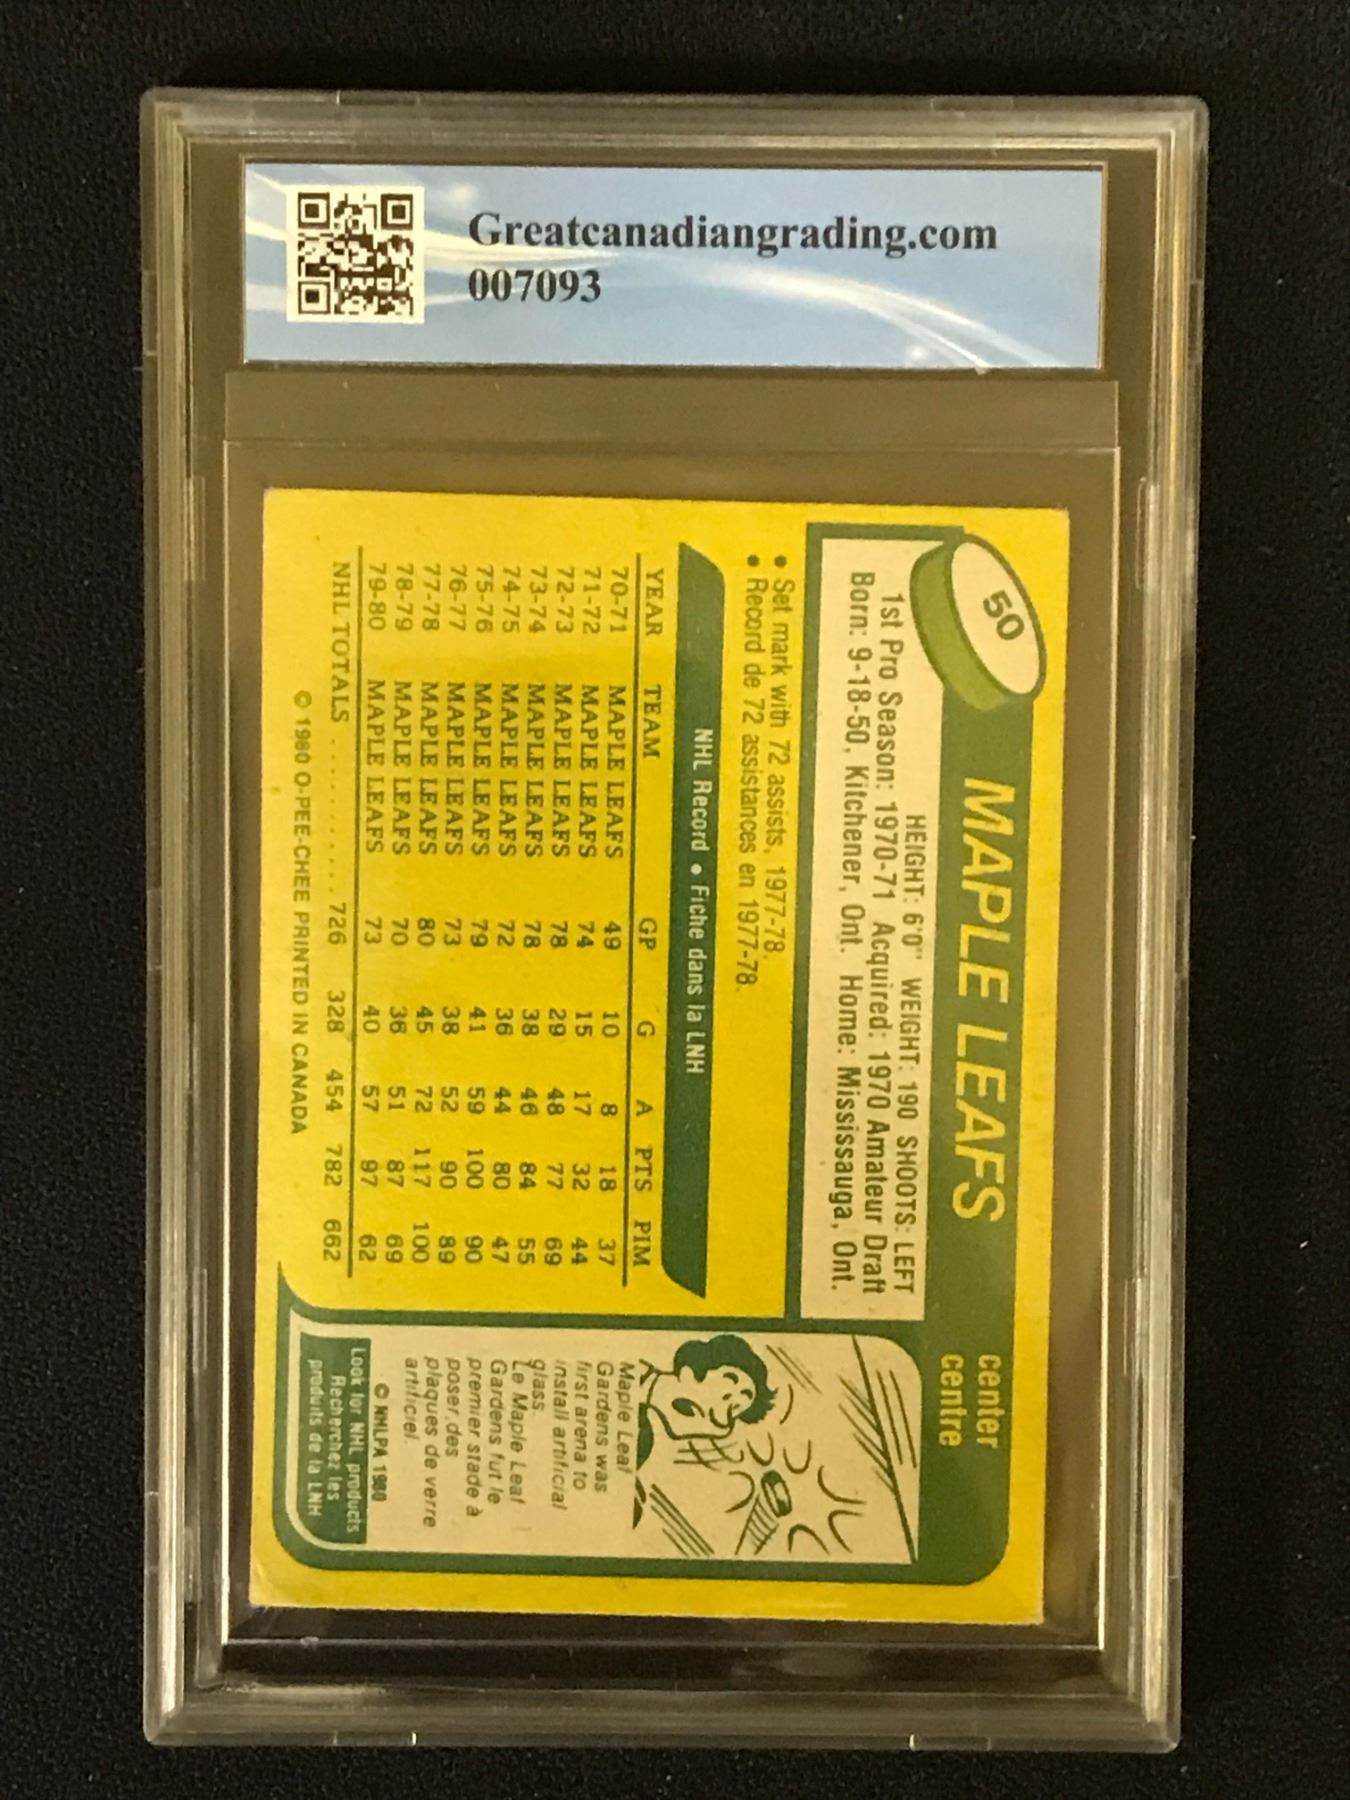 Greatcanadiangrading.com
007093
50
MAPLE LEAFS
center
centre
HEIGHT: 6'0" WEIGHT: 190 SHOOTS: LEFT
1st Pro Season: 1970-71 Acquired: 1970 Amateur Draft
Born: 9-18-50, Kitchener, Ont. Home: Mississauga, Ont.
• Set mark with 72 assists, 1977-78.
• Record de 72 assistances en 1977-78.
NHL Record • Fiche dans la LNH
YEAR TEAM GP G A PTS PIM
70-71 MAPLE LEAFS 49 10 8 18 37
71-72 MAPLE LEAFS 74 15 17 32 44
72-73 MAPLE LEAFS 78 29 48 77 69
73-74 MAPLE LEAFS 78 38 46 84 55
74-75 MAPLE LEAFS 72 36 44 80 47
75-76 MAPLE LEAFS 79 41 59 100 90
76-77 MAPLE LEAFS 73 38 52 90 89
77-78 MAPLE LEAFS 80 45 72 117 100
78-79 MAPLE LEAFS 70 36 51 87 69
79-80 MAPLE LEAFS 73 40 57 97 62
NHL TOTALS ............ 726 328 454 782 662
© 1980 O-PEE-CHEE PRINTED IN CANADA
Maple Leaf
Gardens was
first arena to
install artificial
glass.
Le Maple Leaf
Gardens fut le
premier stade à
poser des
plaques de verre
artificiel.
© NHLPA 1980
Look for NHL products
Recherchez les
produits de la LNH